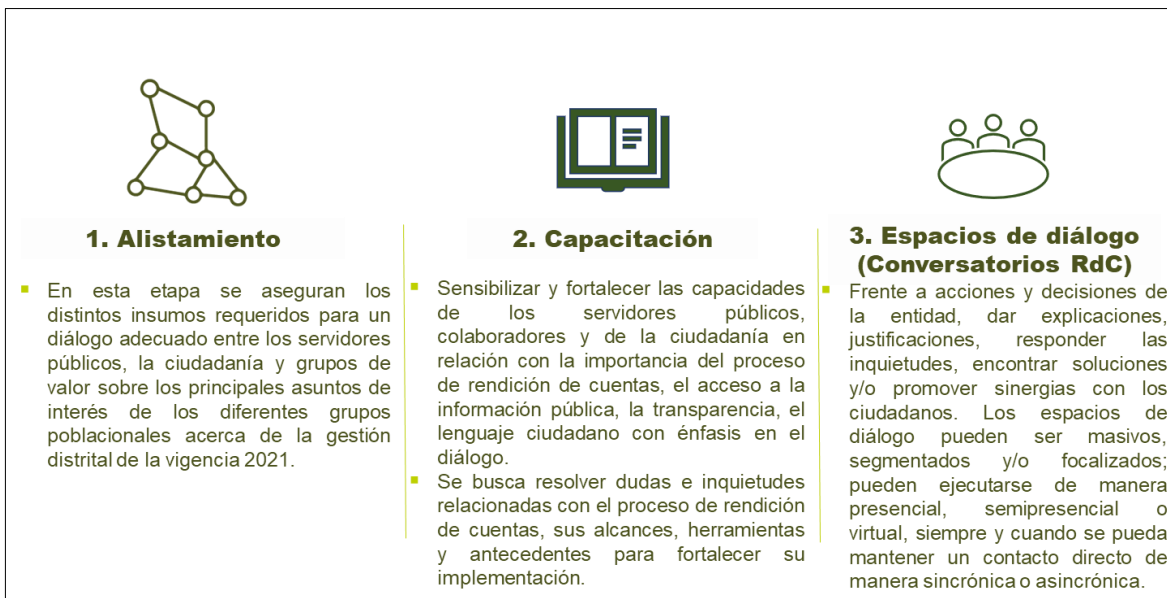 1. Alistamiento
En esta etapa se aseguran los
distintos insumos requeridos para un
diálogo adecuado entre los servidores
públicos, la ciudadanía y grupos de
valor sobre los principales asuntos de
interés de los diferentes grupos
poblacionales acerca de la gestión
distrital de la vigencia 2021.
2. Capacitación
Sensibilizar y fortalecer las capacidades
de los servidores públicos,
colaboradores y de la ciudadanía en
relación con la importancia del proceso
de rendición de cuentas, el acceso a la
información pública, la transparencia, el
lenguaje ciudadano con énfasis en el
diálogo.
Se busca resolver dudas e inquietudes
relacionadas con el proceso de rendición
de cuentas, sus alcances, herramientas
y antecedentes para fortalecer su
implementación.
3. Espacios de diálogo
(Conversatorios RdC)
Frente a acciones y decisiones de
la entidad, dar explicaciones,
justificaciones, responder las
inquietudes, encontrar soluciones
y/o promover sinergias con los
ciudadanos. Los espacios de
diálogo pueden ser masivos,
segmentados y/o focalizados;
pueden ejecutarse de manera
presencial, semipresencial o
virtual, siempre y cuando se pueda
mantener un contacto directo de
manera sincrónica o asincrónica.